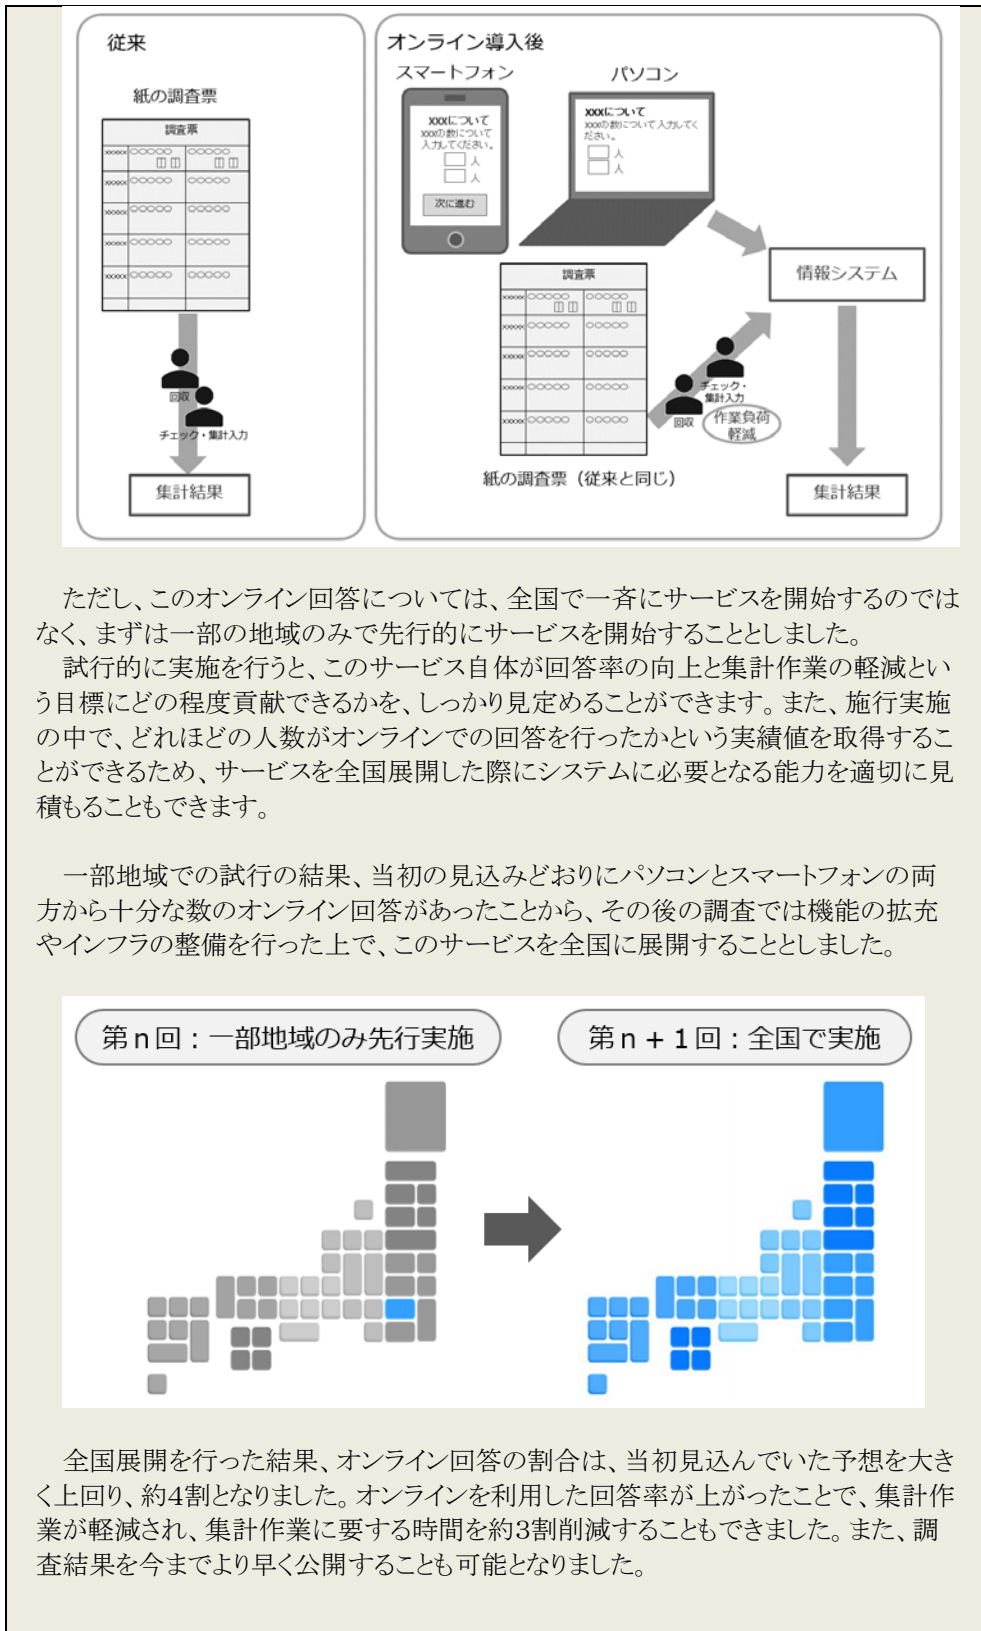 従来
紙の調査票
調査票
xxxxx ○○○○○ ○○○○○
xxxxx ○○○○○ ○○○○○
xxxxx ○○○○○ ○○○○○
xxxxx ○○○○○ ○○○○○
xxxxx ○○○○○ ○○○○○
回収
チェック・集計入力
集計結果
オンライン導入後
スマートフォン
xxxについて
xxxの数について
入力してください。
人
人
次に進む
パソコン
xxxについて
xxxの数について入力してく
ださい。
人
人
調査票
xxxxx ○○○○○ ○○○○○
xxxxx ○○○○○ ○○○○○
xxxxx ○○○○○ ○○○○○
xxxxx ○○○○○ ○○○○○
xxxxx ○○○○○ ○○○○○
紙の調査票（従来と同じ）
回収
チェック・
集計入力
作業負荷
軽減
情報システム
集計結果
ただし、このオンライン回答については、全国で一斉にサービスを開始するのでは
なく、まずは一部の地域のみで先行的にサービスを開始することとしました。
試行的に実施を行うと、このサービス自体が回答率の向上と集計作業の軽減とい
う目標にどの程度貢献できるかを、しっかり見定めることができます。また、施行実施
の中で、どれほどの人数がオンラインでの回答を行ったかという実績値を取得するこ
とができるため、サービスを全国展開した際にシステムに必要となる能力を適切に見
積もることもできます。
一部地域での試行の結果、当初の見込みどおりにパソコンとスマートフォンの両
方から十分な数のオンライン回答があったことから、その後の調査では機能の拡充
やインフラの整備を行った上で、このサービスを全国に展開することとしました。
第ｎ回：一部地域のみ先行実施
第ｎ＋１回：全国で実施
全国展開を行った結果、オンライン回答の割合は、当初見込んでいた予想を大き
く上回り、約４割となりました。オンラインを利用した回答率が上がったことで、集計作
業が軽減され、集計作業に要する時間を約３割削減することもできました。また、調
査結果を今までより早く公開することも可能となりました。